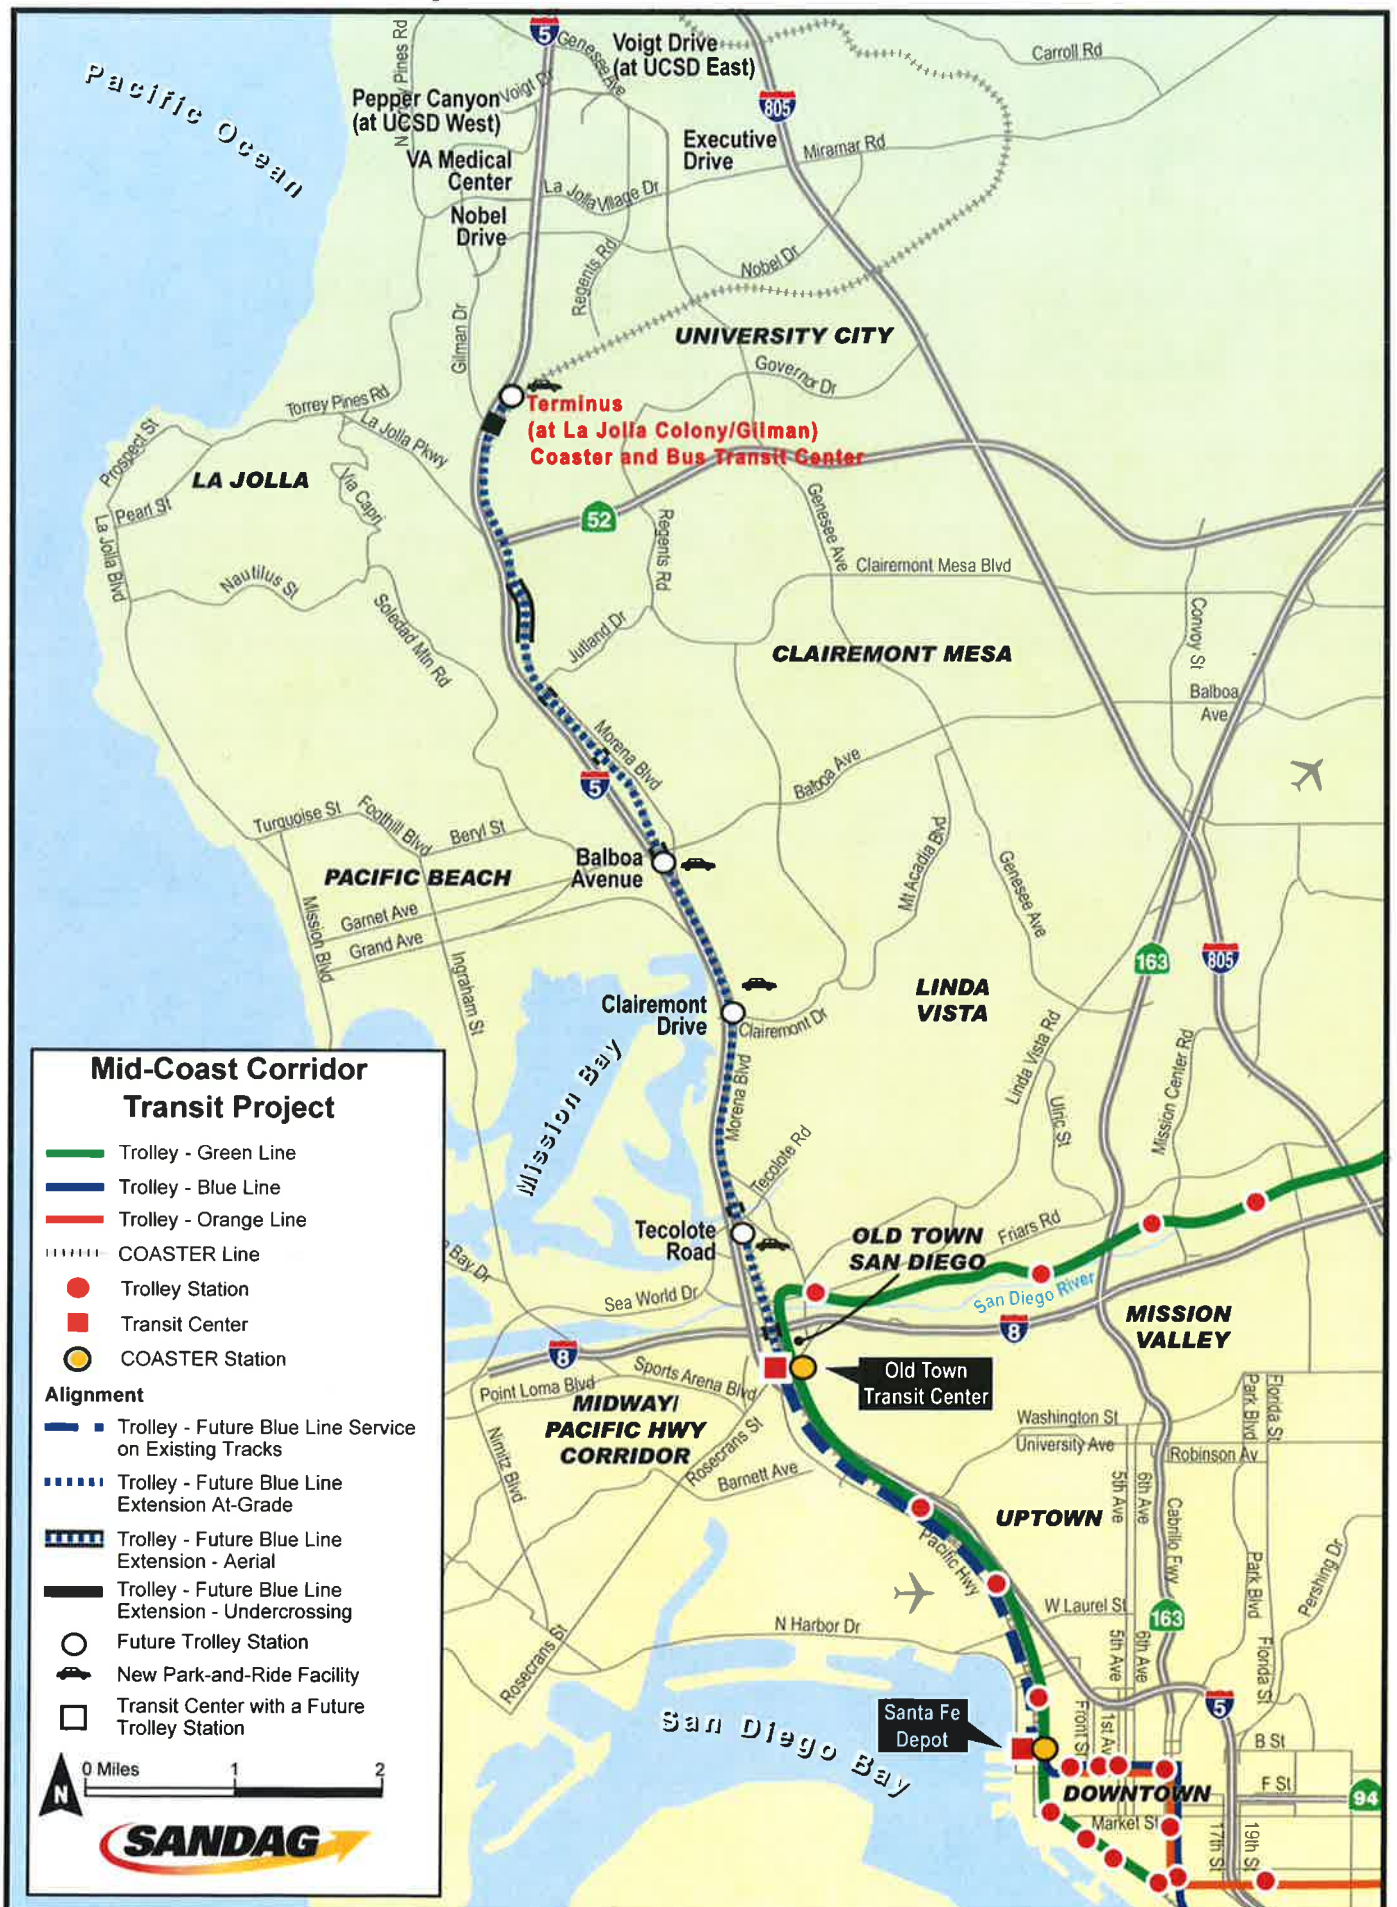 Pacific Ocean
N Torrey Pines Rd
5
Genesee Ave
Voigt Drive
(at UCSD East)
Carroll Rd
Pepper Canyon
(at UCSD West)
Voigt Dr
805
Executive
Drive
Miramar Rd
VA Medical
Center
La Jolla Village Dr
Nobel
Drive
Regents Rd
Nobel Dr
Gilman Dr
UNIVERSITY CITY
Governor Dr
Terminus
(at La Jolla Colony/Gilman)
Coaster and Bus Transit Center
Torrey Pines Rd
La Jolla Pkwy
Prospect St
LA JOLLA
Via Capri
Pearl St
La Jolla Blvd
52
Regents Rd
Genesee Ave
Clairemont Mesa Blvd
Nautilus St
Soledad Mtn Rd
Jutland Dr
Convoy St
CLAIREMONT MESA
Balboa
Ave
Morena Blvd
5
Balboa Ave
Turquoise St
Foothill Blvd
Beryl St
Balboa
Avenue
PACIFIC BEACH
Mt Acadia Blvd
Genesee Ave
Mission Blvd
Garnet Ave
Grand Ave
Ingraham St
163
805
LINDA
VISTA
Clairemont
Drive
Clairemont Dr
Mission Bay
Morena Blvd
Linda Vista Rd
Ulric St
Mission Center Rd
Tecolote Rd
Tecolote
Road
OLD TOWN
SAN DIEGO
Friars Rd
Bay Dr
Sea World Dr
San Diego River
8
MISSION
VALLEY
8
Sports Arena Blvd
Point Loma Blvd
Old Town
Transit Center
MIDWAY/
PACIFIC HWY
CORRIDOR
Nimitz Blvd
Rosecrans St
Barnett Ave
Washington St
University Ave
Robinson Av
Park Blvd
Florida St
5th Ave
6th Ave
Cabrillo Fwy
UPTOWN
Pacific Hwy
Park Blvd
Pershing Dr
W Laurel St
163
N Harbor Dr
Rosecrans St
5th Ave
6th Ave
Florida St
San Diego Bay
Santa Fe
Depot
Front St
1st Av
5
B St
DOWNTOWN
F St
94
Market St
17th St
19th St
Mid-Coast Corridor
Transit Project
Trolley - Green Line
Trolley - Blue Line
Trolley - Orange Line
COASTER Line
Trolley Station
Transit Center
COASTER Station
Alignment
Trolley - Future Blue Line Service
on Existing Tracks
Trolley - Future Blue Line
Extension At-Grade
Trolley - Future Blue Line
Extension - Aerial
Trolley - Future Blue Line
Extension - Undercrossing
Future Trolley Station
New Park-and-Ride Facility
Transit Center with a Future
Trolley Station
N
0 Miles 1 2
SANDAG